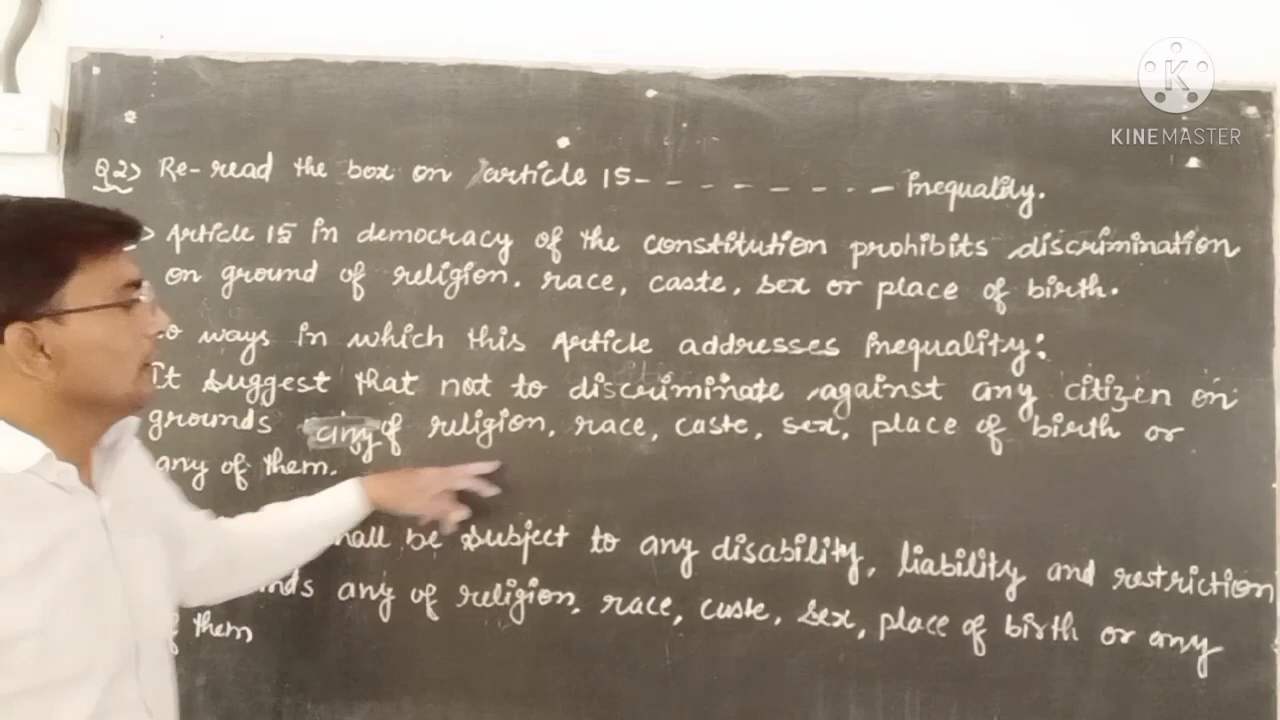 KINEMASTER
Q2> Re-read the box on article 15- - - - - - - - - Inequality.
> Article 15 in democracy of the constitution prohibits discrimination
on ground of religion. race, caste, sex or place of birth.
ways in which this Article addresses Inequality:
It suggest that not to discriminate against any citizen on
grounds any of religion, race, caste, sex, place of birth or
any of them.
be subject to any disability, liability and restriction
any of religion, race, caste, sex, place of birth or any
them